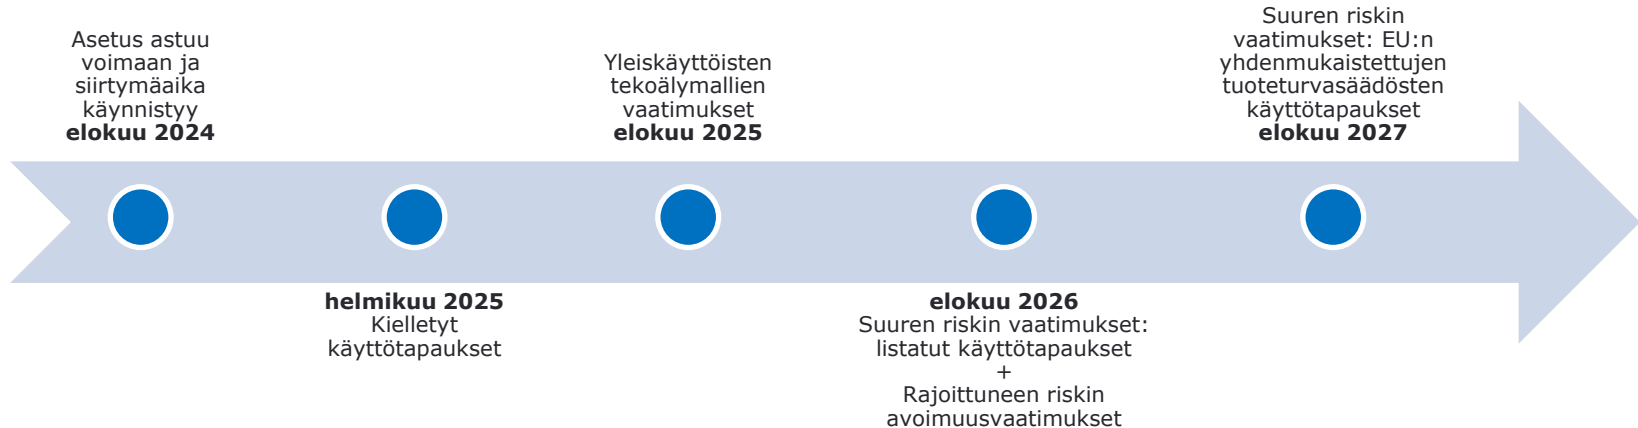 Asetus astuu
voimaan ja
siirtymäaika
käynnistyy
elokuu 2024
helmikuu 2025
Kielletyt
käyttötapaukset
Yleiskäyttöisten
tekoälymallien
vaatimukset
elokuu 2025
elokuu 2026
Suuren riskin vaatimukset:
listatut käyttötapaukset
+
Rajoittuneen riskin
avoimuusvaatimukset
Suuren riskin
vaatimukset: EU:n
yhdenmukaistettujen
tuoteturvasäädösten
käyttötapaukset
elokuu 2027